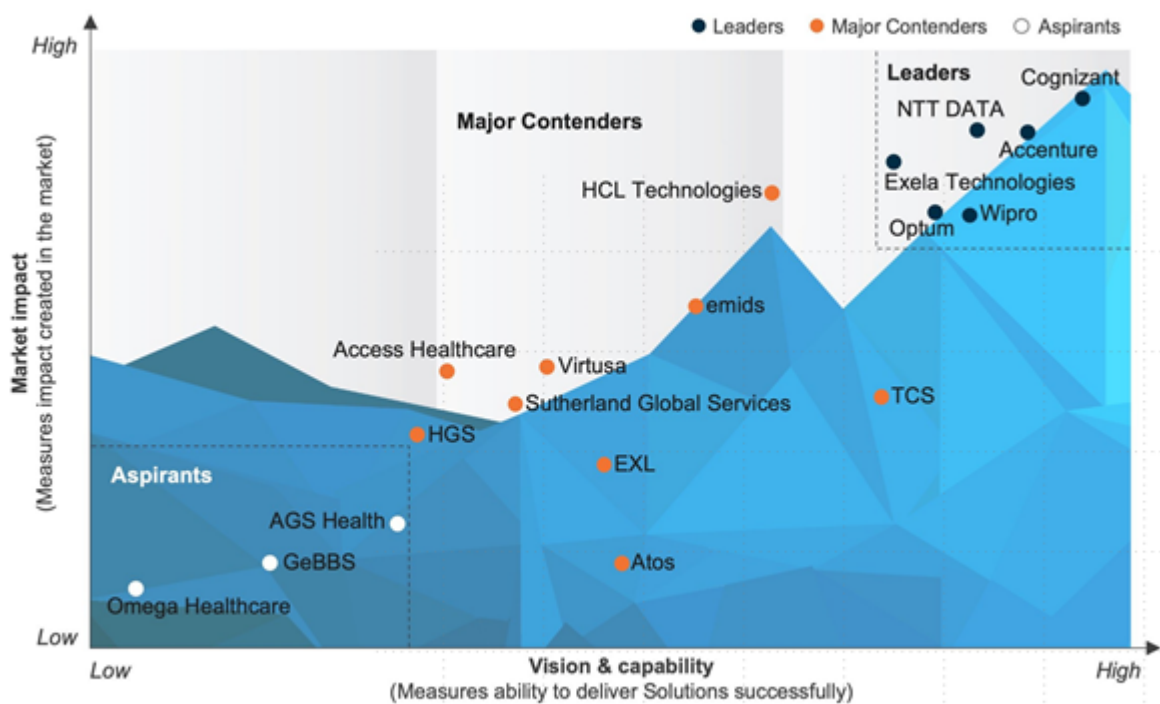 Leaders Major Contenders Aspirants
High
Leaders
Cognizant
NTT DATA
Major Contenders
Accenture
HCL Technologies
Exela Technologies
Optum
Wipro
Market impact
(Measures impact created in the market)
emids
Access Healthcare
Virtusa
TCS
Sutherland Global Services
HGS
EXL
Aspirants
AGS Health
GeBBS
Atos
Omega Healthcare
Low
Low
Vision & capability
High
(Measures ability to deliver Solutions successfully)